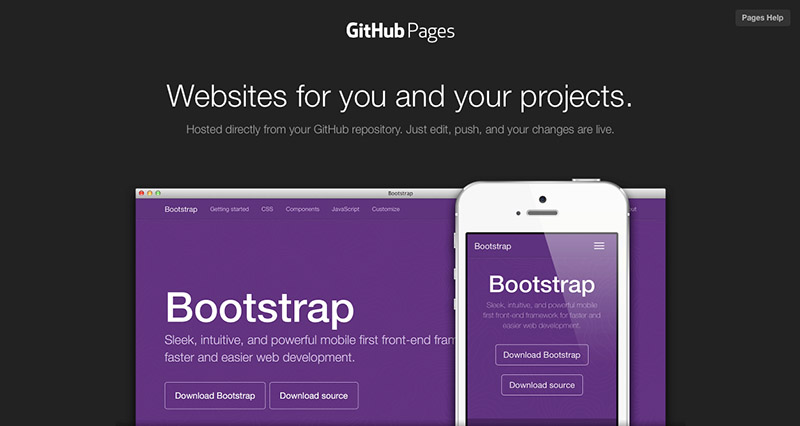 GitHub Pages
Pages Help
Websites for you and your projects.
Hosted directly from your GitHub repository. Just edit, push, and your changes are live.
Bootstrap
Bootstrap Getting started CSS Components JavaScript Customize
Bootstrap
Sleek, intuitive, and powerful mobile first front-end
faster and easier web development.
Download Bootstrap Download source
Bootstrap
Bootstrap
Sleek, intuitive, and powerful mobile
first front-end framework for faster and
easier web development.
Download Bootstrap
Download source